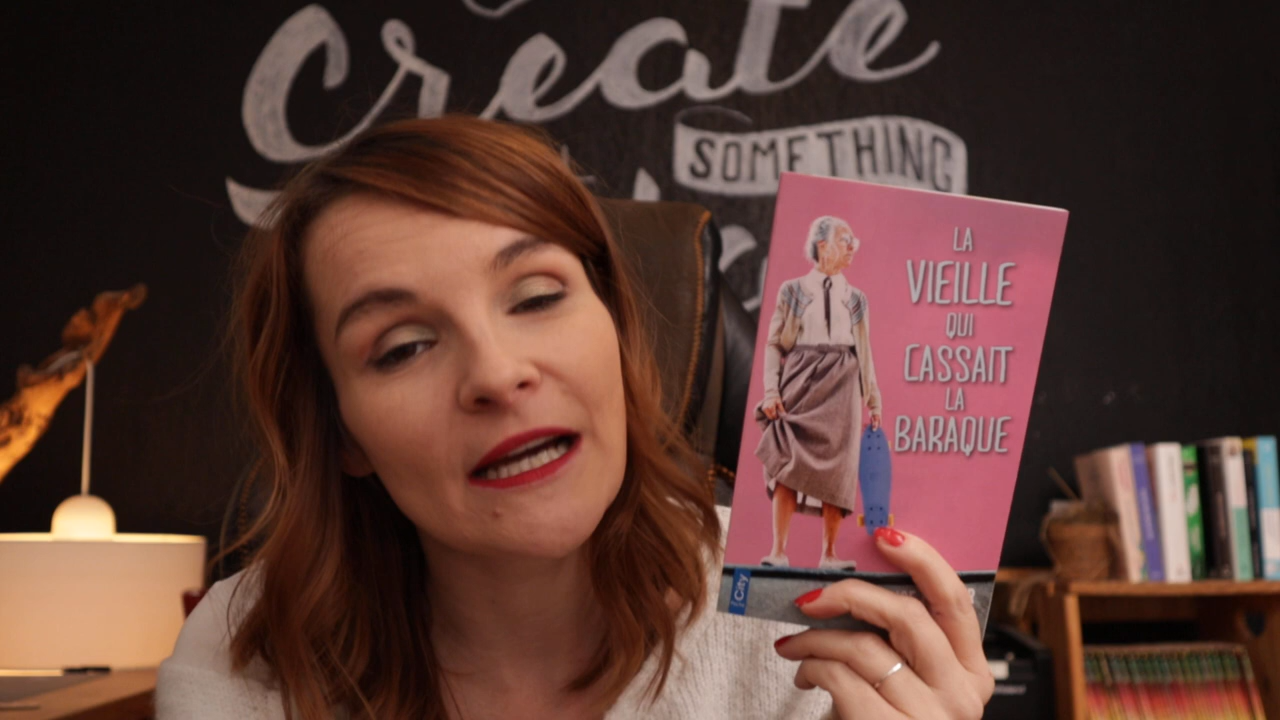 Create
SOMETHING
LA
VIEILLE
QUI
CASSAIT
LA
BARAQUE
City